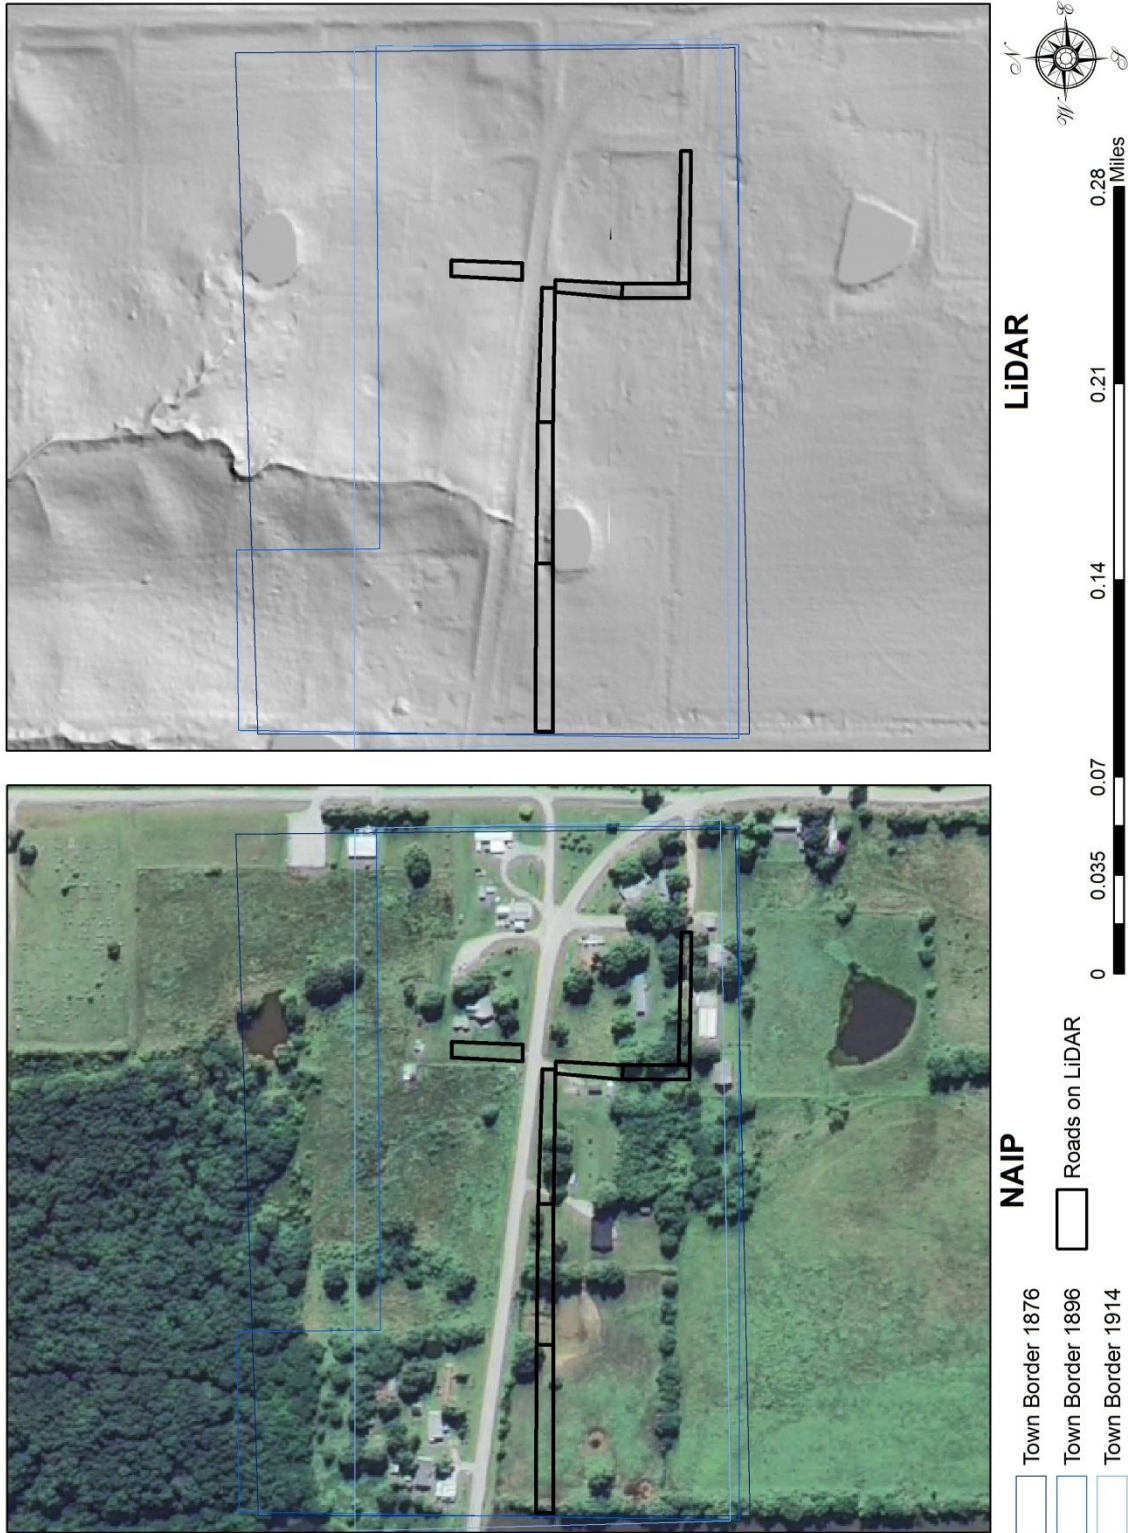 NAIP
LiDAR
Town Border 1876
Town Border 1896
Town Border 1914
Roads on LiDAR
0 0.035 0.07 0.14 0.21 0.28
Miles
N
W
E
S